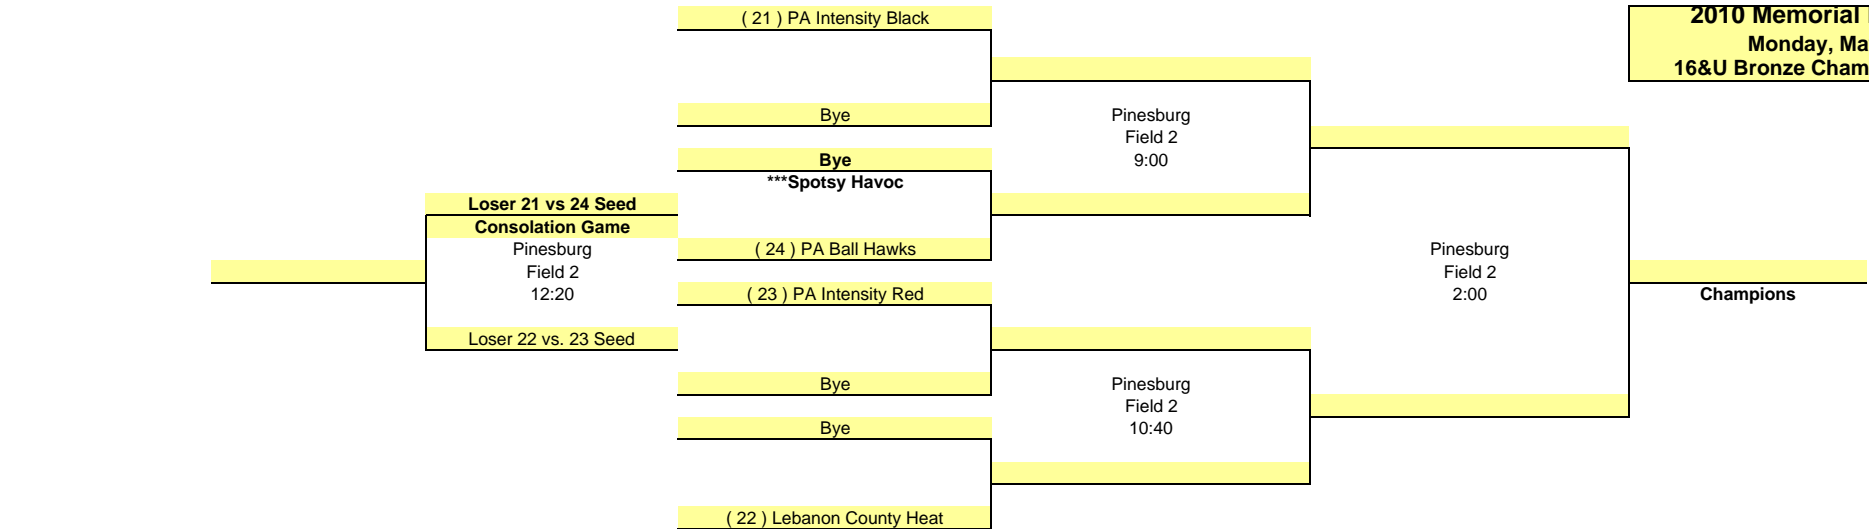 ( 21 ) PA Intensity Black
2010 Memorial
Monday, Ma
16&U Bronze Cham
Bye
Pinesburg
Field 2
9:00
Bye
***Spotsy Havoc
Loser 21 vs 24 Seed
Consolation Game
Pinesburg
Field 2
12:20
( 24 ) PA Ball Hawks
( 23 ) PA Intensity Red
Pinesburg
Field 2
2:00
Champions
Loser 22 vs. 23 Seed
Bye
Pinesburg
Field 2
10:40
Bye
( 22 ) Lebanon County Heat